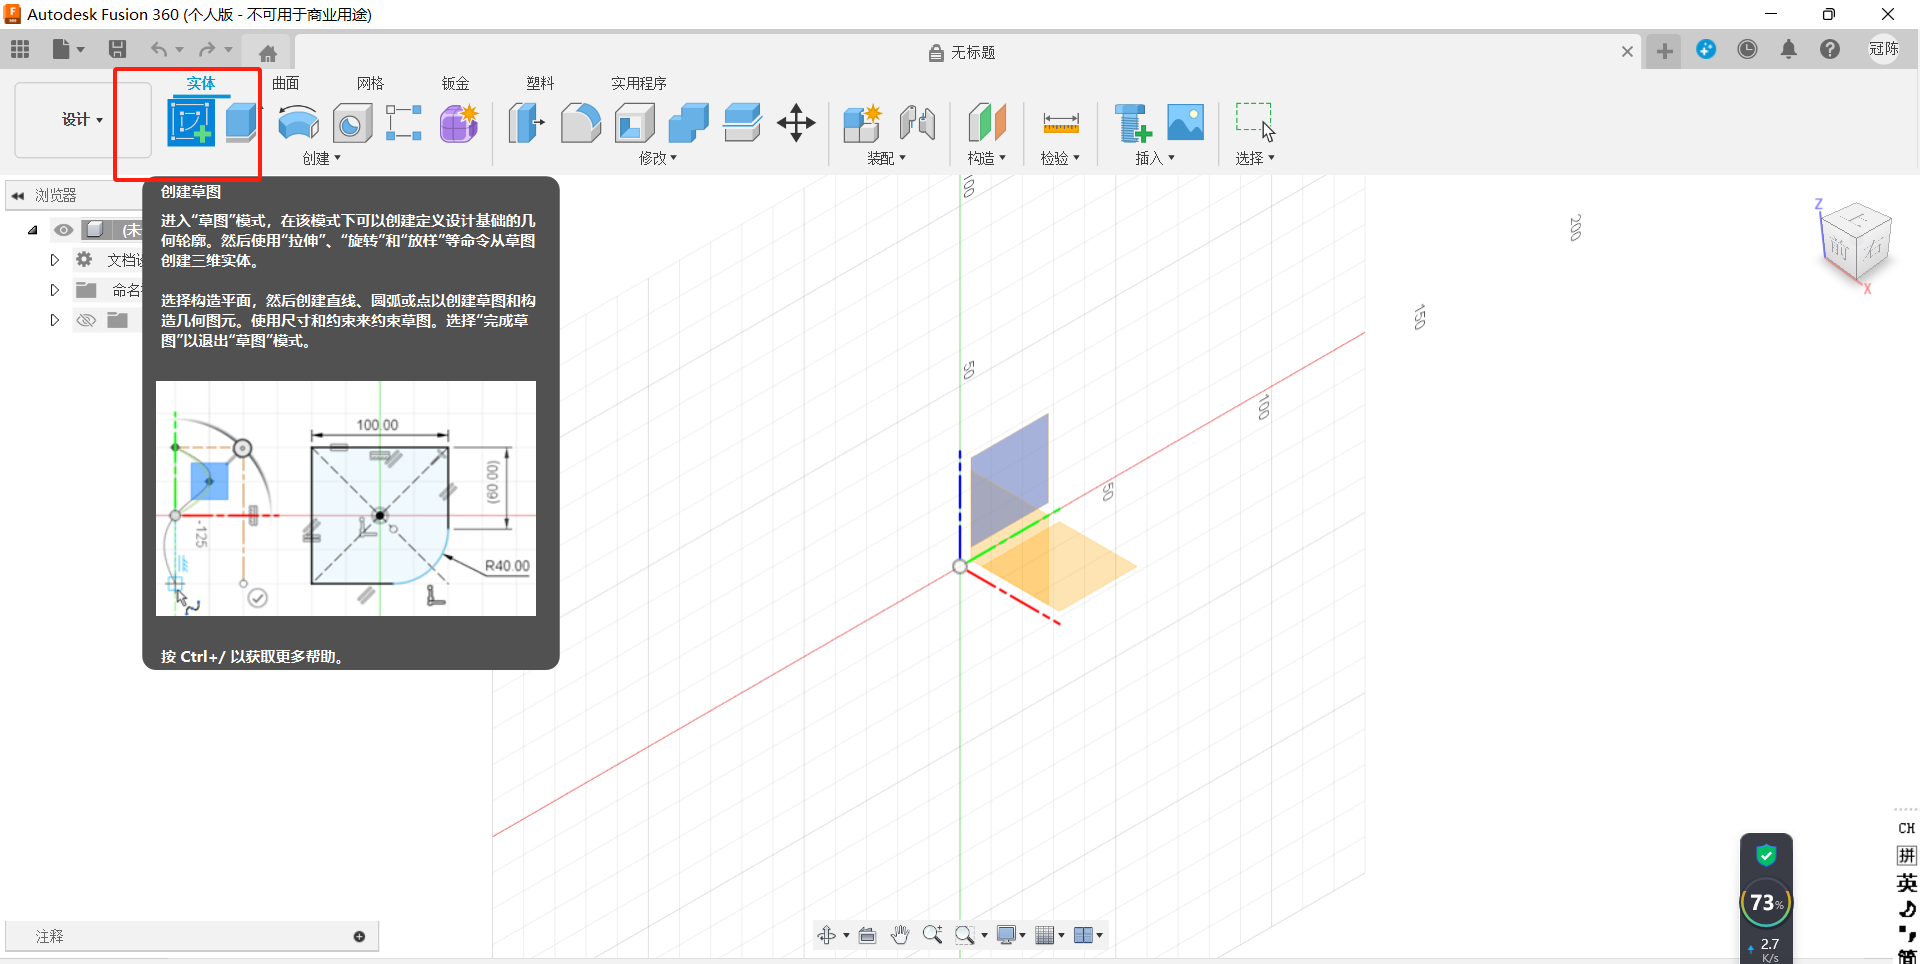 Autodesk Fusion 360 (个人版 - 不可用于商业用途)
无标题
冠陈
实体
曲面
网格
钣金
塑料
实用程序
设计
创建
修改
装配
构造
检验
插入
选择
浏览器
(未
文档设
命名
创建草图
进入“草图”模式，在该模式下可以创建定义设计基础的几
何轮廓。然后使用“拉伸”、“旋转”和“放样”等命令从草图
创建三维实体。
选择构造平面，然后创建直线、圆弧或点以创建草图和构
造几何图元。使用尺寸和约束来约束草图。选择“完成草
图”以退出“草图”模式。
100.00
(60.00)
-125
R40.00
按 Ctrl+/ 以获取更多帮助。
100
50
50
100
150
200
Z
上
前
右
X
注释
CH
拼
英
简
73%
2.7
K/s